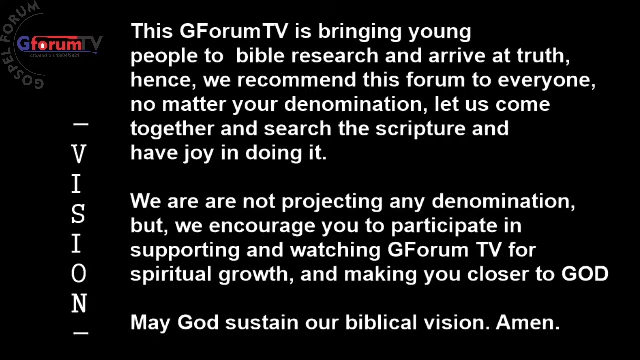 GOSPEL FORUM
GforumTV
This GForumTV is bringing young
people to bible research and arrive at truth,
hence, we recommend this forum to everyone,
no matter your denomination, let us come
together and search the scripture and
have joy in doing it.
– VISION –
We are are not projecting any denomination,
but, we encourage you to participate in
supporting and watching GForum TV for
spiritual growth, and making you closer to GOD
May God sustain our biblical vision. Amen.